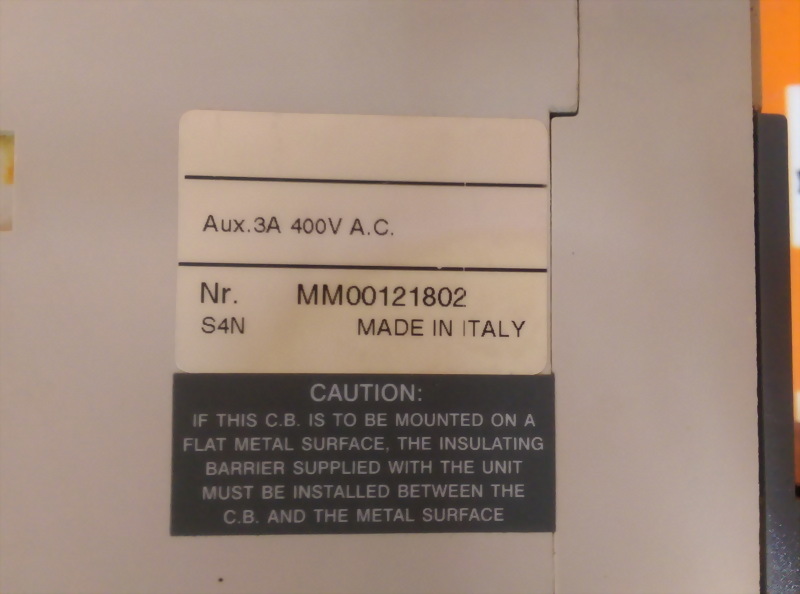 Aux.3A 400V A.C.
Nr. MM00121802
S4N MADE IN ITALY
CAUTION:
IF THIS C.B. IS TO BE MOUNTED ON A
FLAT METAL SURFACE, THE INSULATING
BARRIER SUPPLIED WITH THE UNIT
MUST BE INSTALLED BETWEEN THE
C.B. AND THE METAL SURFACE